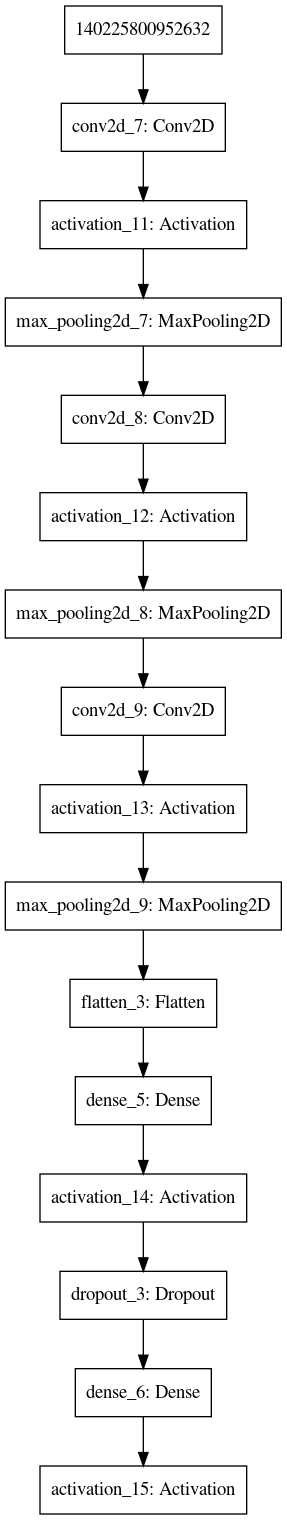 140225800952632
conv2d_7: Conv2D
activation_11: Activation
max_pooling2d_7: MaxPooling2D
conv2d_8: Conv2D
activation_12: Activation
max_pooling2d_8: MaxPooling2D
conv2d_9: Conv2D
activation_13: Activation
max_pooling2d_9: MaxPooling2D
flatten_3: Flatten
dense_5: Dense
activation_14: Activation
dropout_3: Dropout
dense_6: Dense
activation_15: Activation